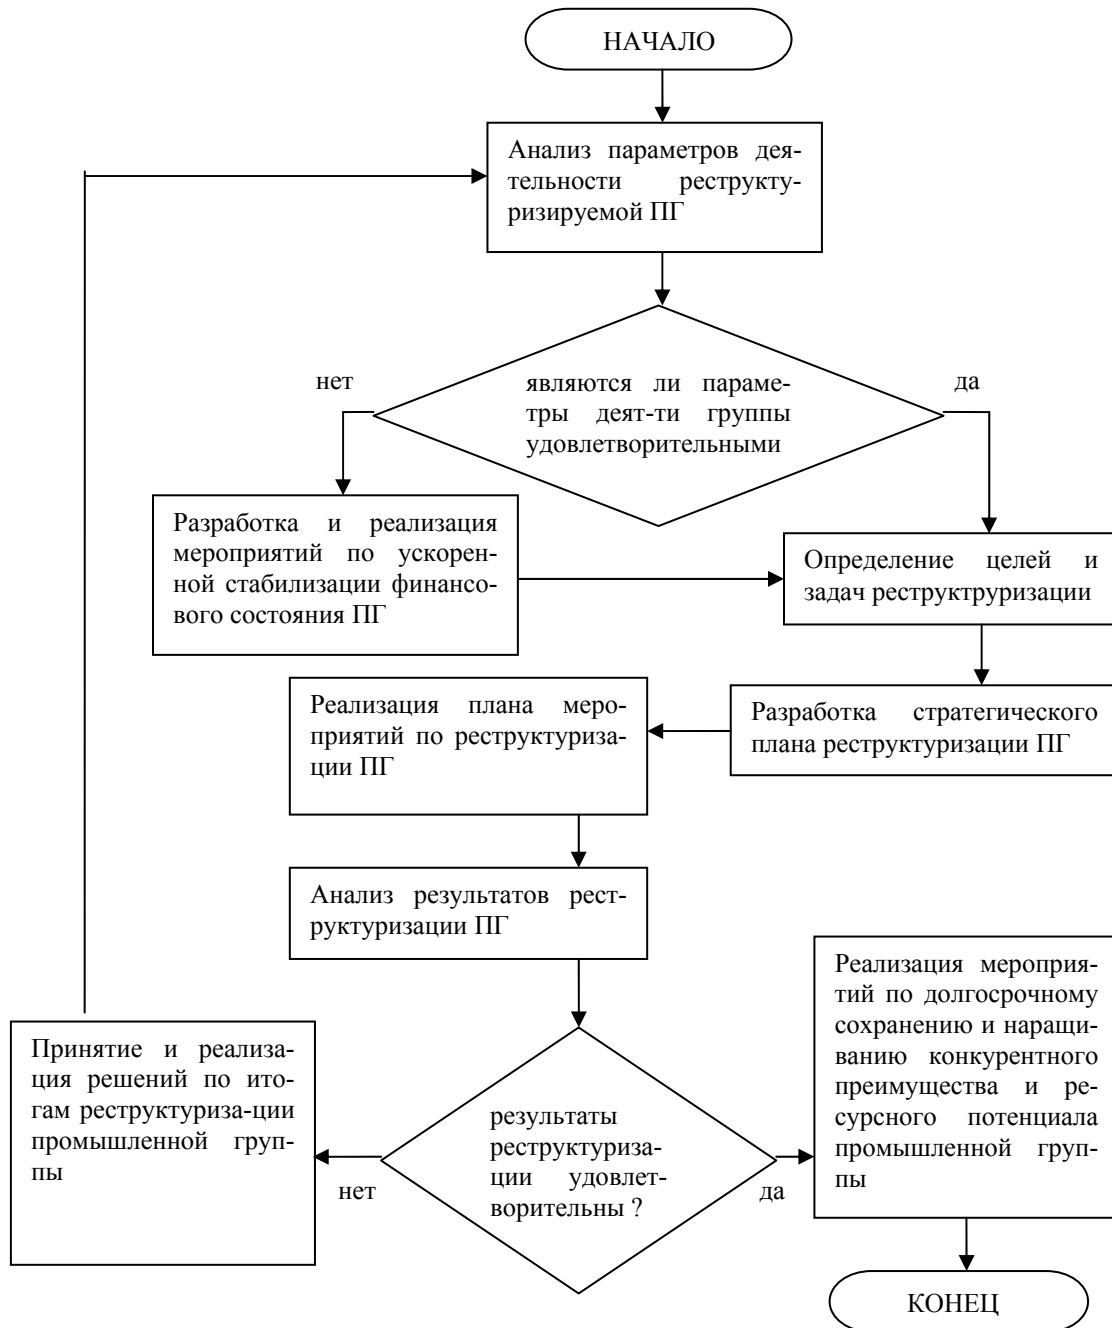 НАЧАЛО
Анализ параметров дея-
тельности реструкту-
ризируемой ПГ
нет
являются ли параме-
тры деят-ти группы
удовлетворительными
да
Разработка и реализация
мероприятий по ускорен-
ной стабилизации финансо-
вого состояния ПГ
Определение целей и
задач реструктруризации
Реализация плана меро-
приятий по реструктуриза-
ции ПГ
Разработка стратегического
плана реструктуризации ПГ
Анализ результатов рест-
руктуризации ПГ
Реализация мероприя-
тий по долгосрочному
сохранению и наращи-
ванию конкурентного
преимущества и ре-
сурсного потенциала
промышленной груп-
пы
Принятие и реализа-
ция решений по ито-
гам реструктуриза-ции
промышленной груп-
пы
результаты
реструктуриза-
ции удовлет-
ворительны ?
нет
да
КОНЕЦ